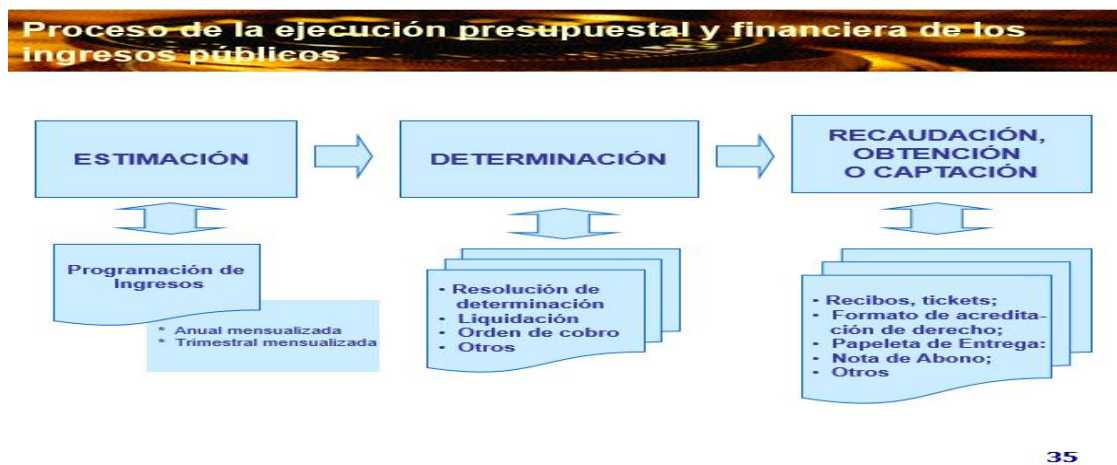 Proceso de la ejecución presupuestal y financiera de los
ingresos públicos
ESTIMACIÓN
DETERMINACIÓN
RECAUDACIÓN,
OBTENCIÓN
O CAPTACIÓN
Programación de
Ingresos
* Anual mensualizada
* Trimestral mensualizada
• Resolución de
determinación
• Liquidación
• Orden de cobro
• Otros
• Recibos, tickets;
• Formato de acredita-
ción de derecho;
• Papeleta de Entrega:
• Nota de Abono;
• Otros
35